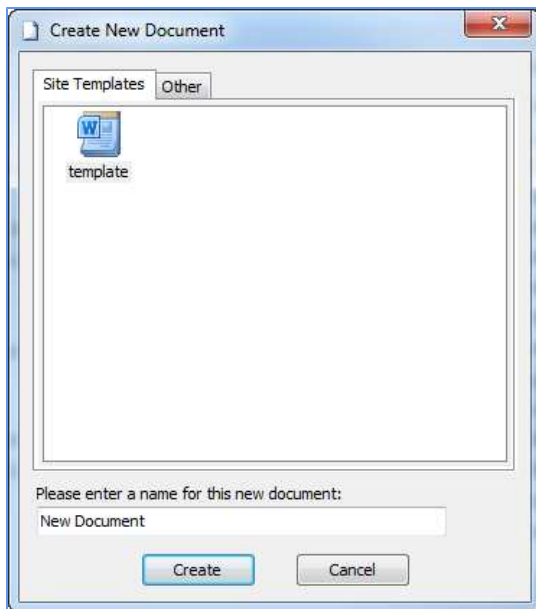 Create New Document
Site Templates Other
W
template
Please enter a name for this new document:
New Document
Create Cancel